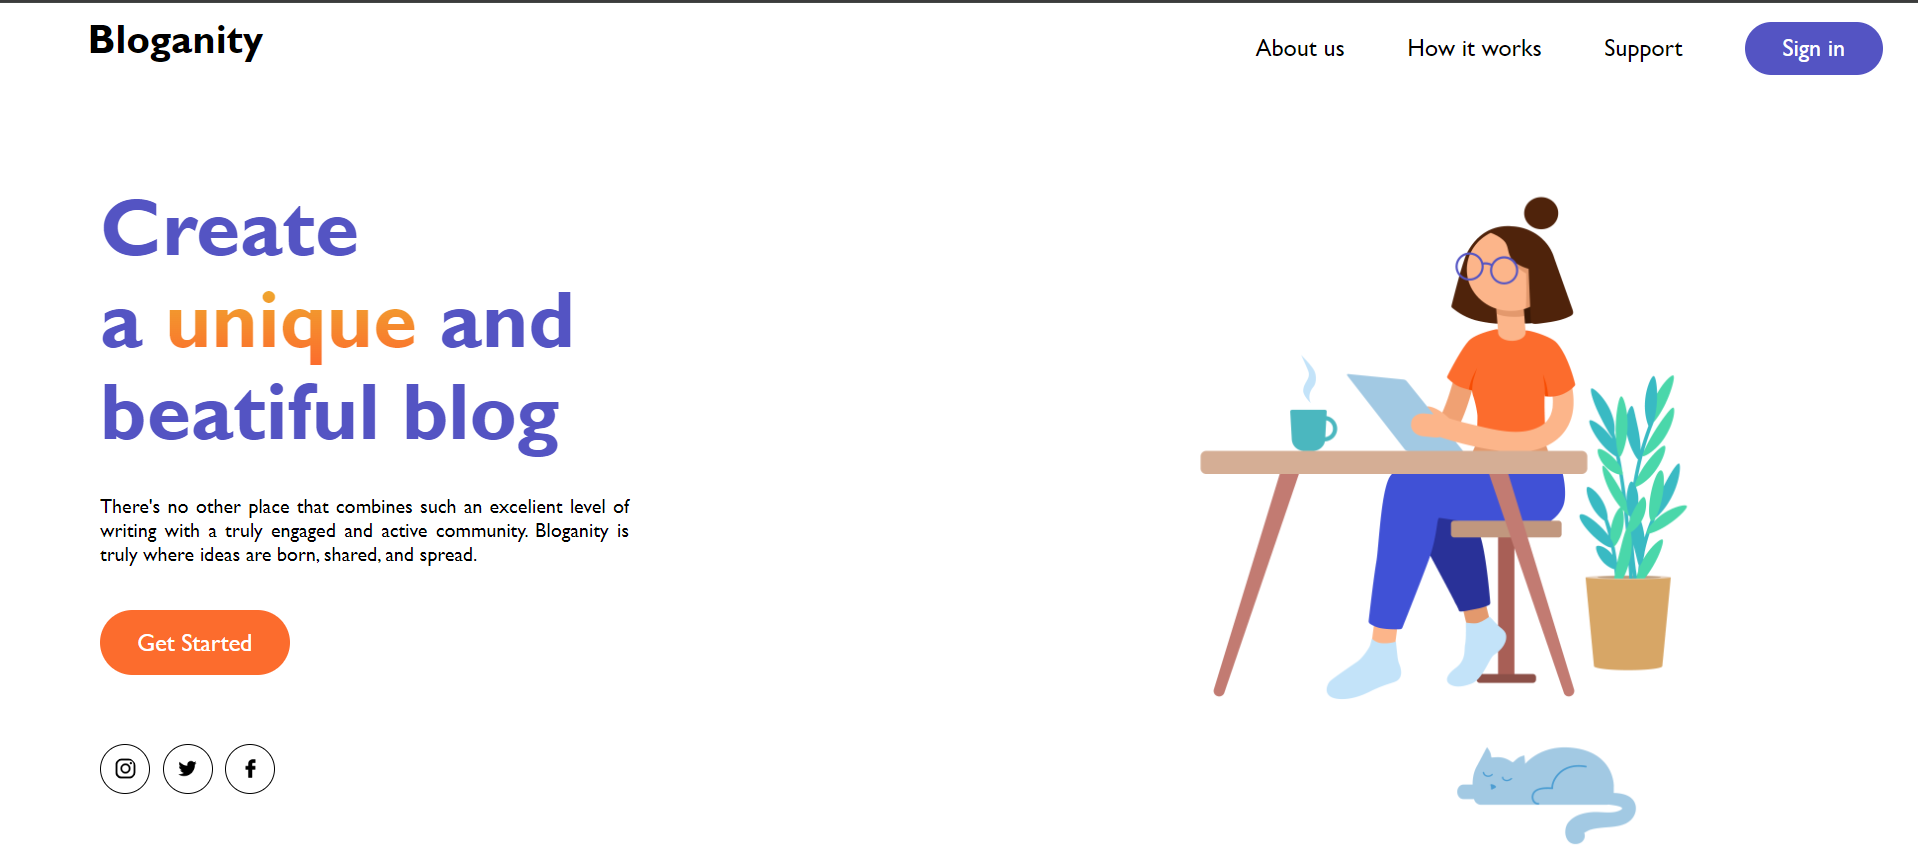 Bloganity
About us
How it works
Support
Sign in
Create
a unique and
beatiful blog
There's no other place that combines such an excelient level of
writing with a truly engaged and active community. Bloganity is
truly where ideas are born, shared, and spread.
Get Started